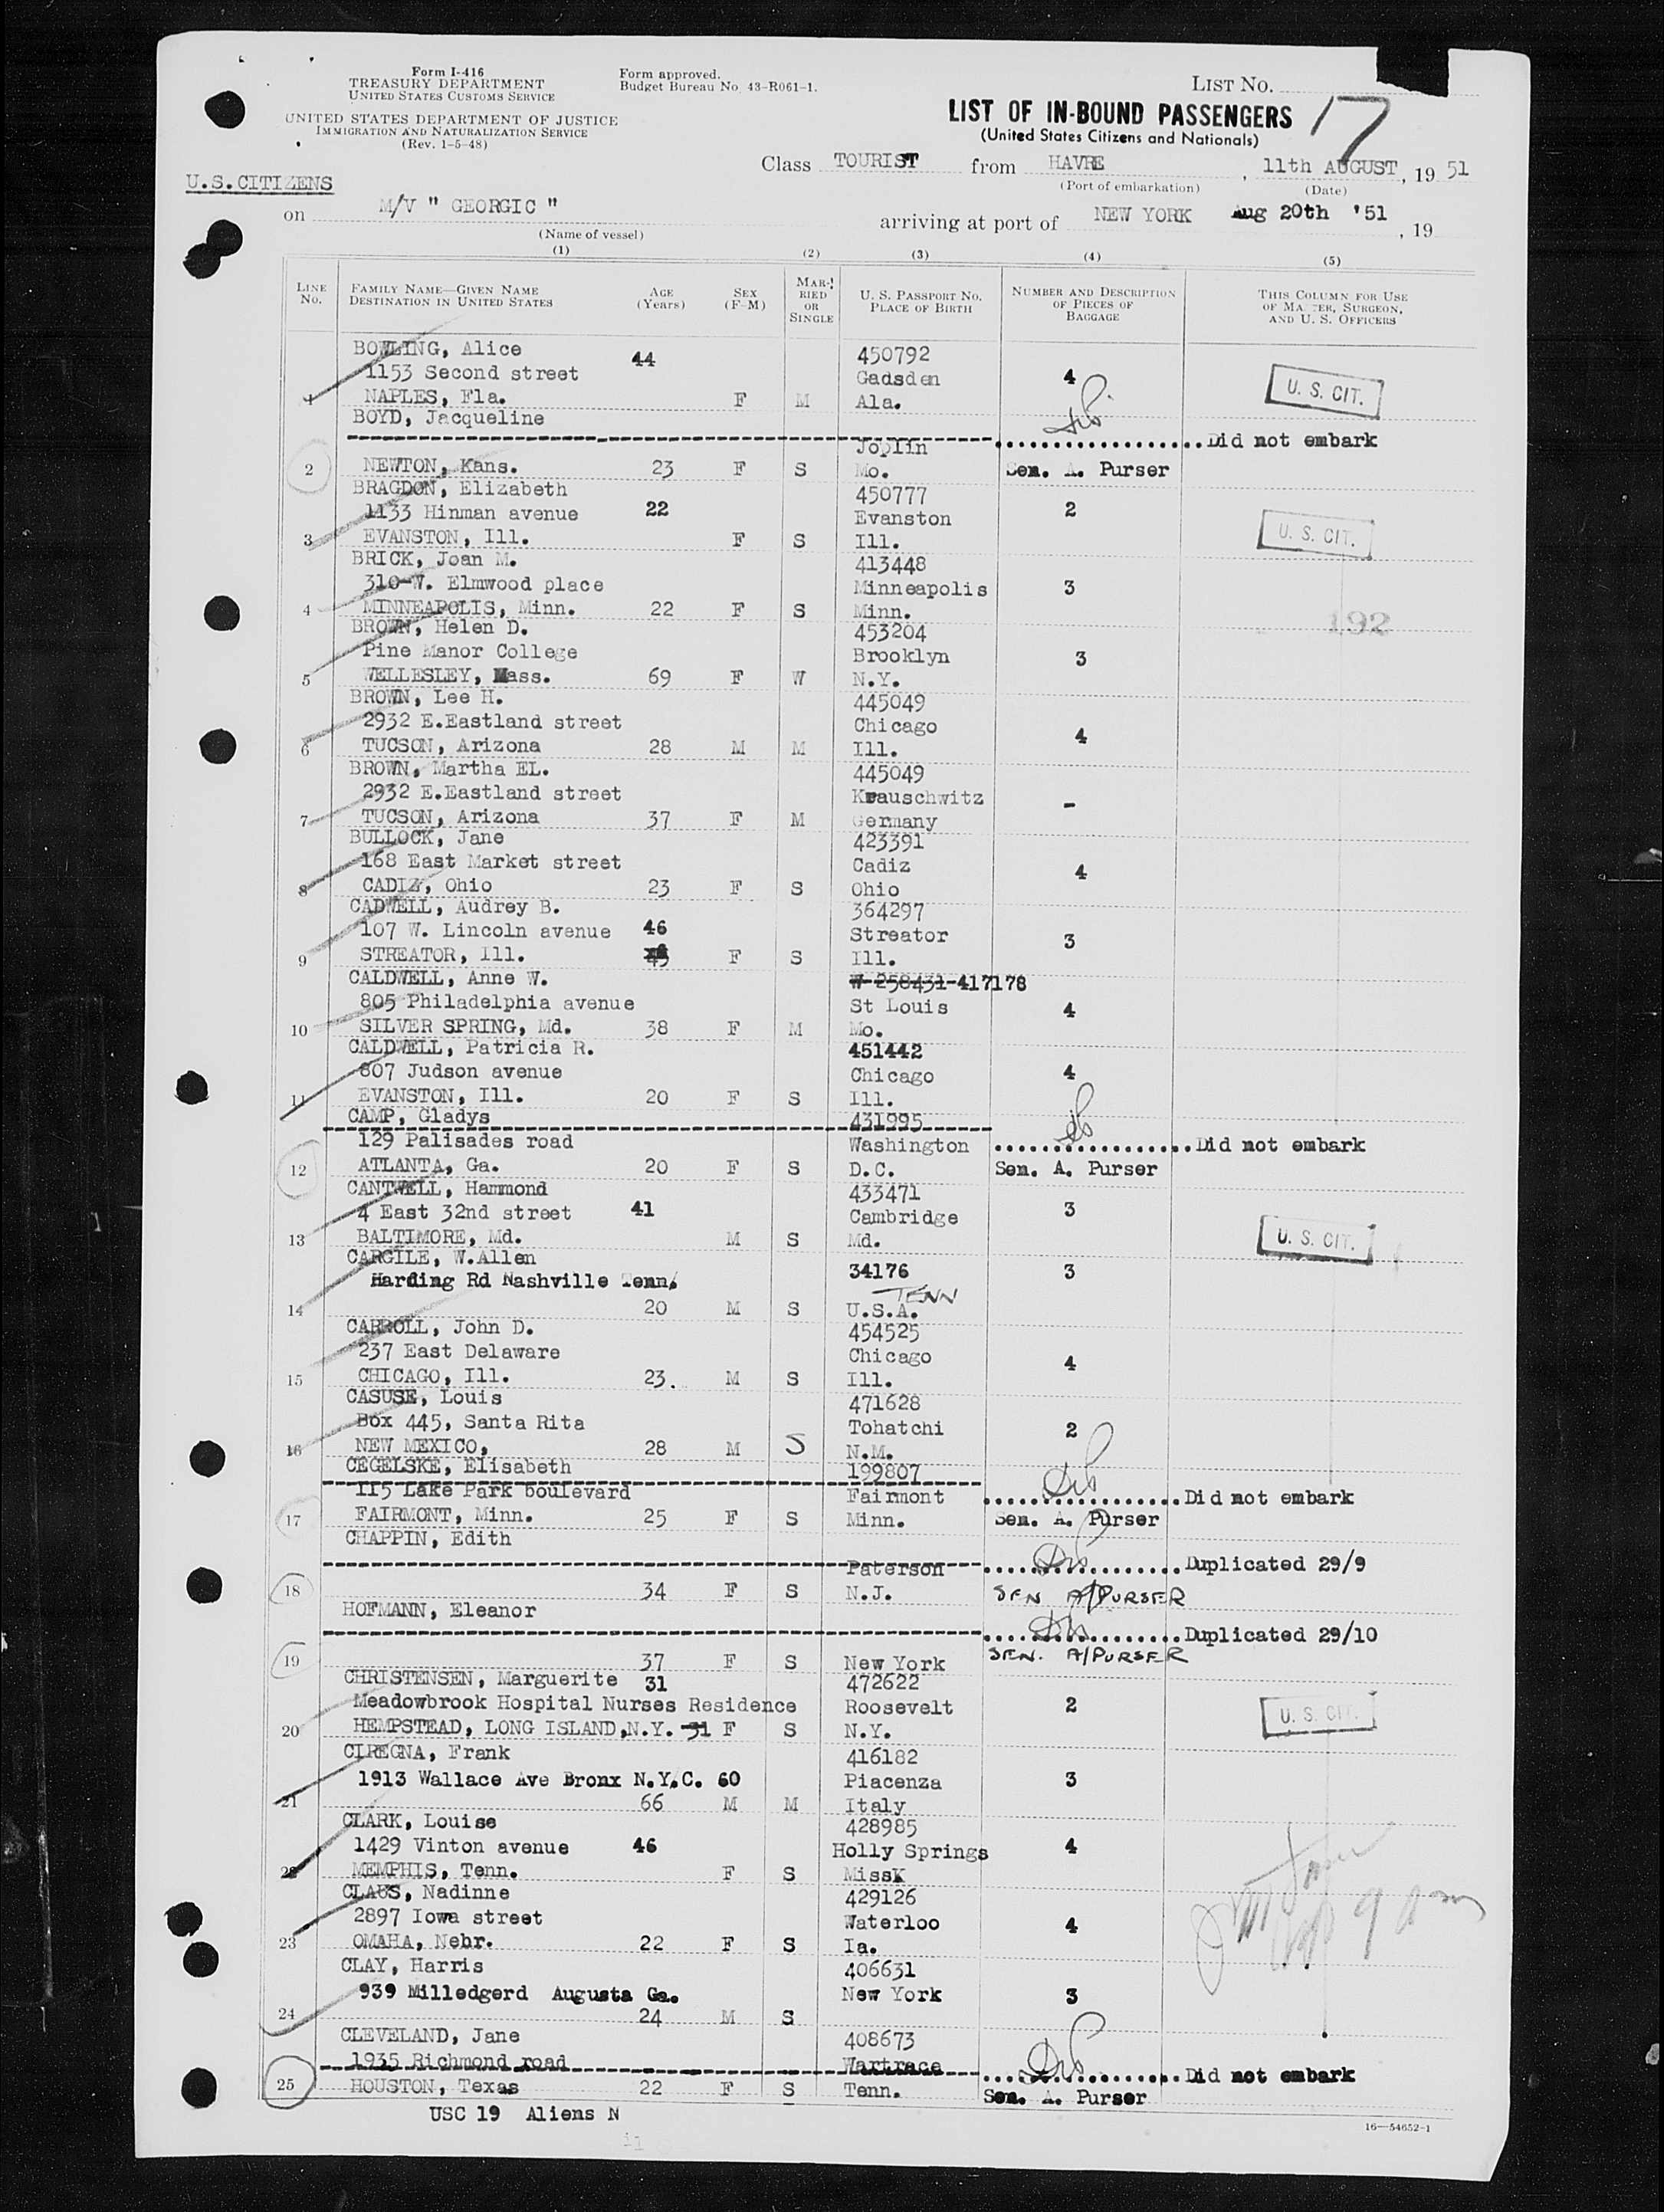 Form I-416
TREASURY DEPARTMENT
UNITED STATES CUSTOMS SERVICE
UNITED STATES DEPARTMENT OF JUSTICE
IMMIGRATION AND NATURALIZATION SERVICE
(Rev. 1-5-48)
Form approved.
Budget Bureau No. 43-R061-1.
LIST NO.
17
LIST OF IN-BOUND PASSENGERS
(United States Citizens and Nationals)
Class TOURIST from HAVRE, 11th AUGUST, 19 51
(Port of embarkation) (Date)
U.S.CITIZENS
on M/V " GEORGIC "
(Name of vessel)
arriving at port of NEW YORK Aug 20th '51, 19
(1) (2) (3) (4) (5)
LINE NO.
FAMILY NAME—GIVEN NAME
DESTINATION IN UNITED STATES
AGE (Years)
SEX (F-M)
MARRIED OR SINGLE
U. S. PASSPORT NO.
PLACE OF BIRTH
NUMBER AND DESCRIPTION OF PIECES OF BAGGAGE
THIS COLUMN FOR USE OF MASTER, SURGEON, AND U. S. OFFICERS
BOWLING, Alice 44 450792
1153 Second street Gadsden 4 U. S. CIT.
1 NAPLES, Fla. F M Ala.
BOYD, Jacqueline
Joplin Did not embark
2 NEWTON, Kans. 23 F S Mo. Sen. A. Purser
BRAGDON, Elizabeth 450777
1133 Hinman avenue 22 Evanston 2
3 EVANSTON, Ill. F S Ill. U. S. CIT.
BRICK, Joan M. 413448
310-W. Elmwood place Minneapolis 3
4 MINNEAPOLIS, Minn. 22 F S Minn. 192
BROWN, Helen D. 453204
Pine Manor College Brooklyn 3
5 WELLESLEY, Mass. 69 F W N.Y.
BROWN, Lee H. 445049
2932 E.Eastland street Chicago 4
6 TUCSON, Arizona 28 M M Ill.
BROWN, Martha EL. 445049
2932 E.Eastland street Krauschwitz -
7 TUCSON, Arizona 37 F M Germany
BULLOCK, Jane 423391
168 East Market street Cadiz 4
8 CADIZ, Ohio 23 F S Ohio
CADWELL, Audrey B. 364297
107 W. Lincoln avenue 46 Streator 3
9 STREATOR, Ill. 45 F S Ill.
CALDWELL, Anne W. W-258431-417178
805 Philadelphia avenue St Louis 4
10 SILVER SPRING, Md. 38 F M Mo.
CALDWELL, Patricia R. 451442
807 Judson avenue Chicago 4
11 EVANSTON, Ill. 20 F S Ill.
CAMP, Gladys 431995
129 Palisades road Washington Did not embark
12 ATLANTA, Ga. 20 F S D.C. Sen. A. Purser
CANTWELL, Hammond 433471
4 East 32nd street 41 Cambridge 3
13 BALTIMORE, Md. M S Md. U. S. CIT.
CARGILE, W.Allen 34176 3
Harding Rd Nashville Tenn. TENN
14 20 M S U.S.A.
CARROLL, John D. 454525
237 East Delaware Chicago 4
15 CHICAGO, Ill. 23. M S Ill.
CASUSE, Louis 471628
Box 445, Santa Rita Tohatchi 2
16 NEW MEXICO, 28 M S N.M.
CEGELSKE, Elisabeth 199807
115 Lake Park boulevard Fairmont Did not embark
17 FAIRMONT, Minn. 25 F S Minn. Sen. A. Purser
CHAPPIN, Edith
Paterson Duplicated 29/9
18 34 F S N.J. SEN A/PURSER
HOFMANN, Eleanor
Duplicated 29/10
19 37 F S New York SEN. A/PURSER
CHRISTENSEN, Marguerite 31 472622
Meadowbrook Hospital Nurses Residence Roosevelt 2 U. S. CIT.
20 HEMPSTEAD, LONG ISLAND,N.Y. 31 F S N.Y.
CIREGNA, Frank 416182
1913 Wallace Ave Bronx N.Y.C. 60 Piacenza 3
21 66 M M Italy
CLARK, Louise 428985
1429 Vinton avenue 46 Holly Springs 4
22 MEMPHIS, Tenn. F S MissK
CLAUS, Nadinne 429126
2897 Iowa street Waterloo 4
23 OMAHA, Nebr. 22 F S Ia.
CLAY, Harris 406631
939 Milledgerd Augusta Ga. New York 3
24 24 M S
CLEVELAND, Jane 408673
1935 Richmond road Wartrace Did not embark
25 HOUSTON, Texas 22 F S Tenn. Sen. A. Purser
USC 19 Aliens N
16—54652-1